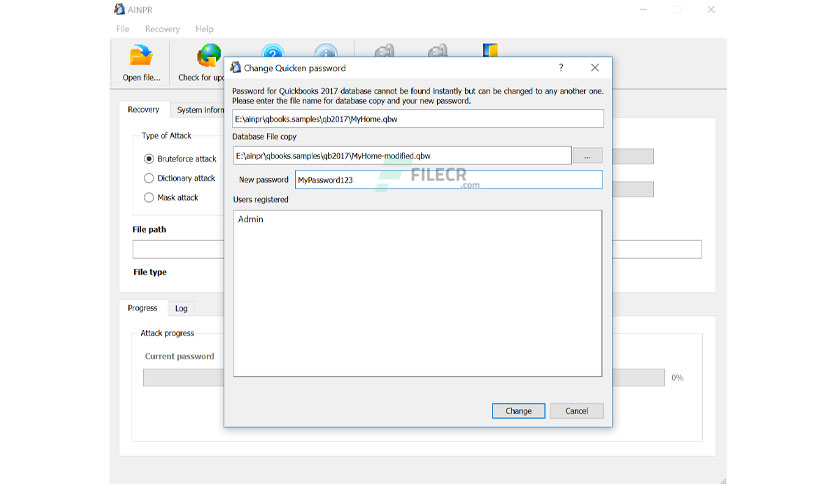 AINPR
File Recovery Help
Open file... Check for up
Change Quicken password ?
Password for Quickbooks 2017 database cannot be found instantly but can be changed to any another one.
Please enter the file name for database copy and your new password.
E:\ainpr\qbooks.samples\qb2017\MyHome.qbw
Database File copy
E:\ainpr\qbooks.samples\qb2017\MyHome-modified.qbw ...
New password MyPassword123
FILECR
.com
Users registered
Admin
Change Cancel
Recovery System inform
Type of Attack
Bruteforce attack
Dictionary attack
Mask attack
File path
File type
Progress Log
Attack progress
Current password
0%